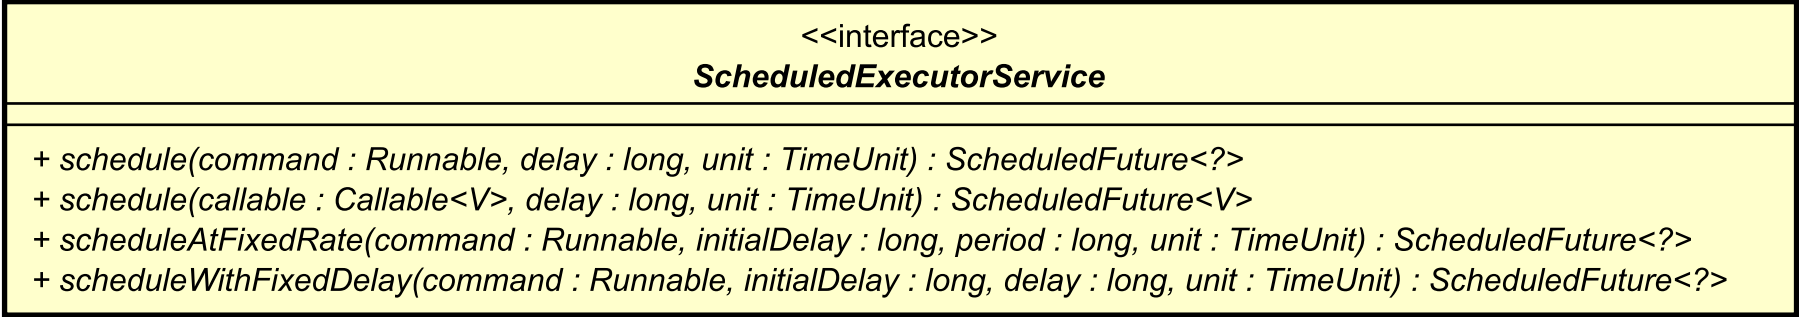 <<interface>>
ScheduledExecutorService
+ schedule(command : Runnable, delay : long, unit : TimeUnit) : ScheduledFuture<?>
+ schedule(callable : Callable<V>, delay : long, unit : TimeUnit) : ScheduledFuture<V>
+ scheduleAtFixedRate(command : Runnable, initialDelay : long, period : long, unit : TimeUnit) : ScheduledFuture<?>
+ scheduleWithFixedDelay(command : Runnable, initialDelay : long, delay : long, unit : TimeUnit) : ScheduledFuture<?>